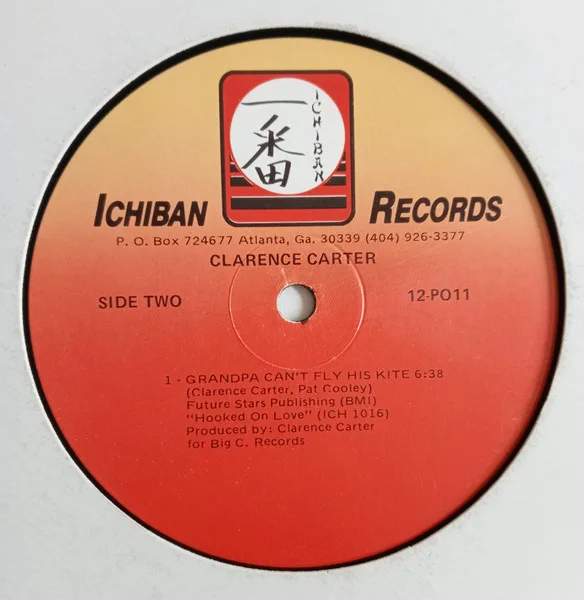 一番
ICHIBAN
ICHIBAN RECORDS
P. O. Box 724677 Atlanta, Ga. 30339 (404) 926-3377
CLARENCE CARTER
SIDE TWO 12-PO11
1 - GRANDPA CAN'T FLY HIS KITE 6:38
(Clarence Carter, Pat Cooley)
Future Stars Publishing (BMI)
"Hooked On Love" (ICH 1016)
Produced by: Clarence Carter
for Big C. Records